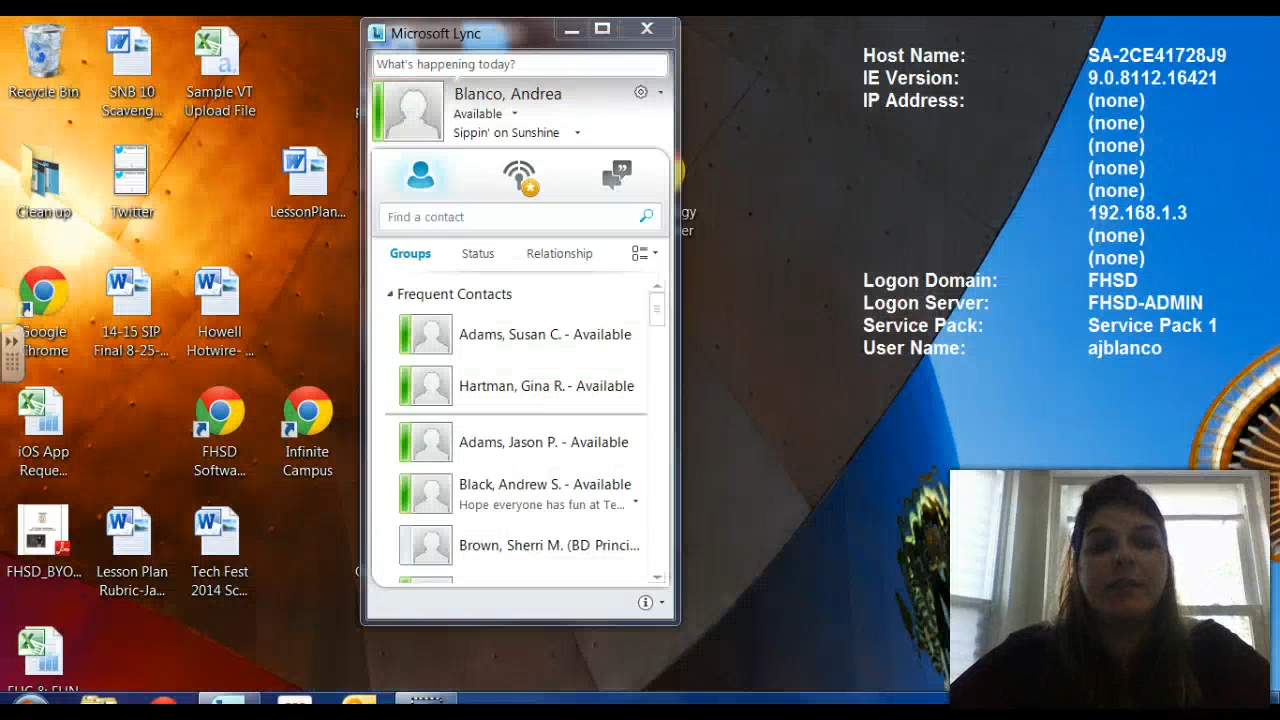 Recycle Bin
SNB 10
Scaveng...
Sample VT
Upload File
Clean up
Twitter
LessonPlan...
Google
Chrome
14-15 SIP
Final 8-25-...
Howell
Hotwire- ...
iOS App
Reque...
FHSD
Softwa...
Infinite
Campus
FHSD_BYO...
Lesson Plan
Rubric-Ja...
Tech Fest
2014 Sc...
Microsoft Lync
What's happening today?
Blanco, Andrea
Available
Sippin' on Sunshine
Find a contact
Groups Status Relationship
Frequent Contacts
Adams, Susan C. - Available
Hartman, Gina R. - Available
Adams, Jason P. - Available
Black, Andrew S. - Available
Hope everyone has fun at Te...
Brown, Sherri M. (BD Princi...
gy
er
Host Name: SA-2CE41728J9
IE Version: 9.0.8112.16421
IP Address: (none)
(none)
(none)
(none)
(none)
192.168.1.3
(none)
(none)
Logon Domain: FHSD
Logon Server: FHSD-ADMIN
Service Pack: Service Pack 1
User Name: ajblanco